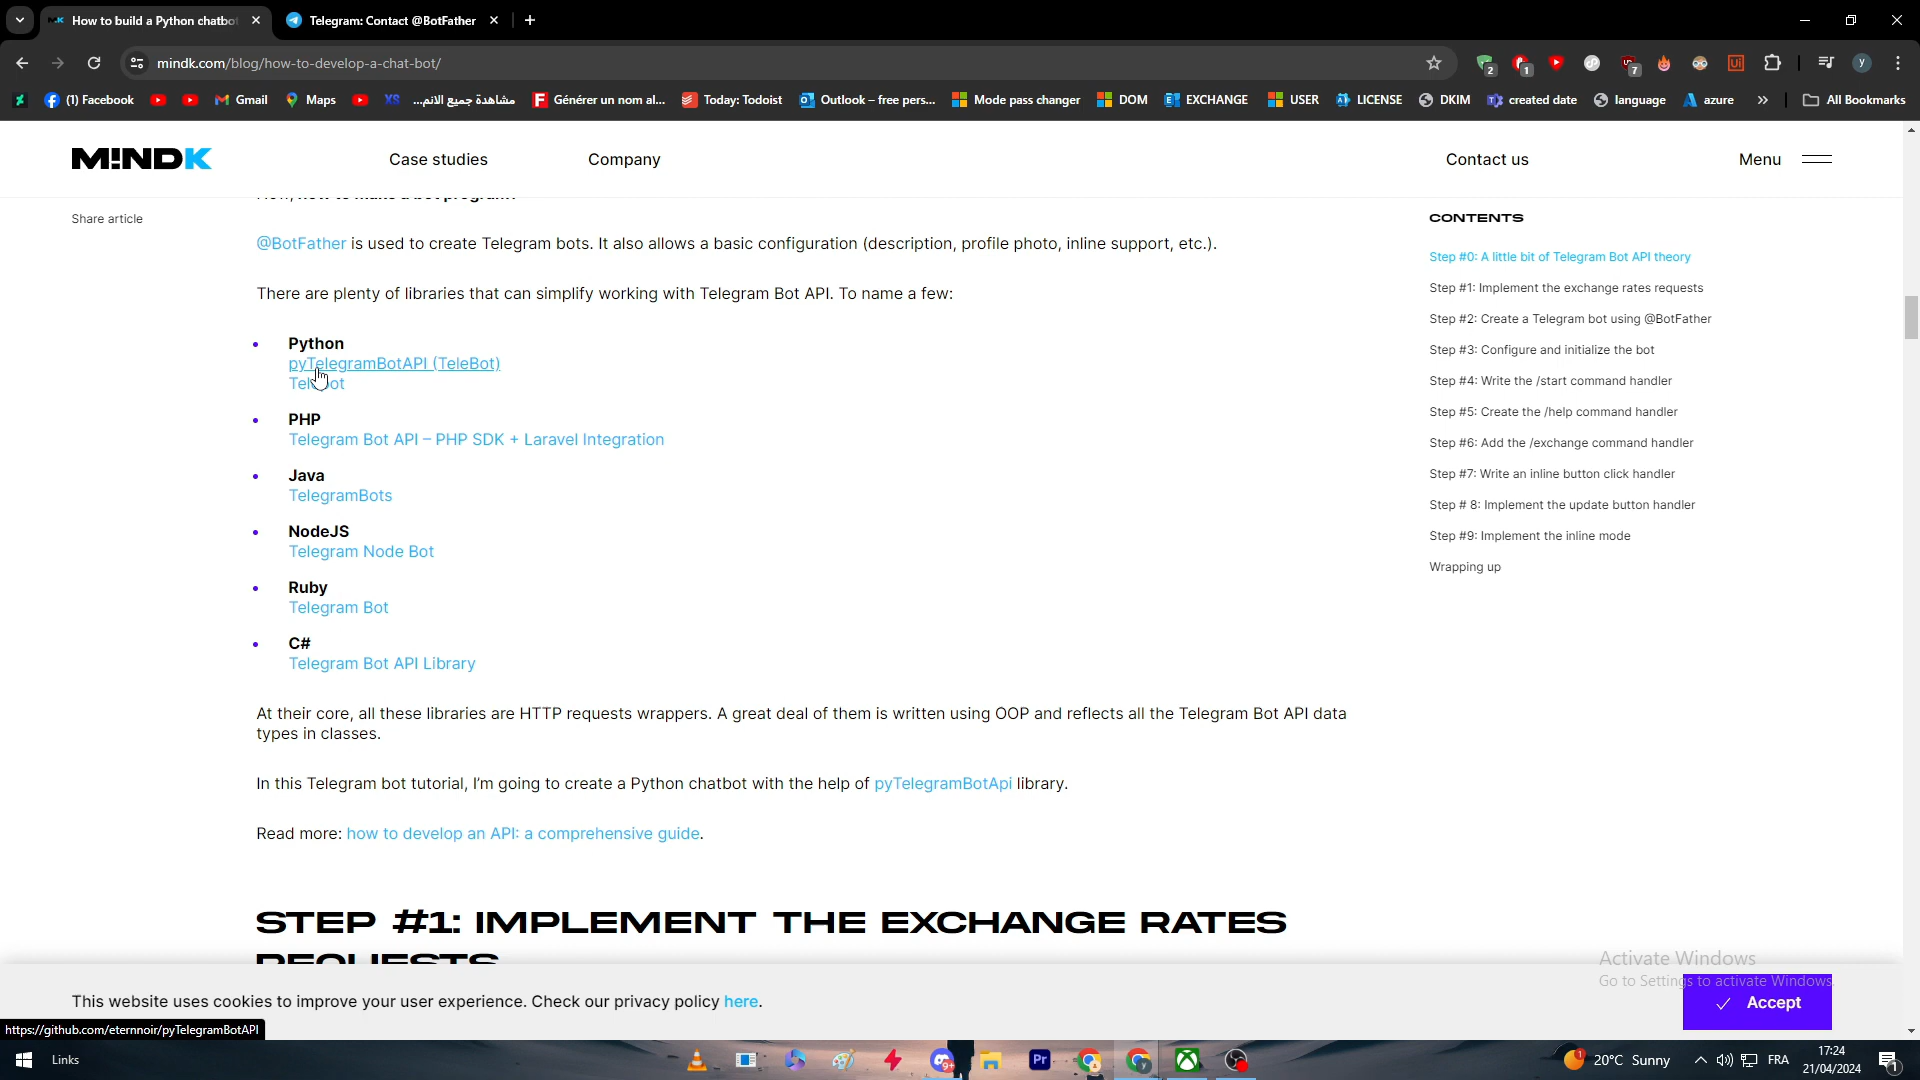 How to build a Python chatbo
Telegram: Contact @BotFather
mindk.com/blog/how-to-develop-a-chat-bot/
2
1
7
y
(1) Facebook
Gmail
Maps
XS
مشاهدة جميع الانم...
Générer un nom al...
Today: Todoist
Outlook – free pers...
Mode pass changer
DOM
EXCHANGE
USER
LICENSE
DKIM
created date
language
azure
All Bookmarks
M!NDK
Case studies
Company
Contact us
Menu
Share article
@BotFather is used to create Telegram bots. It also allows a basic configuration (description, profile photo, inline support, etc.).
There are plenty of libraries that can simplify working with Telegram Bot API. To name a few:
Python
pyTelegramBotAPI (TeleBot)
PHP
Telegram Bot API – PHP SDK + Laravel Integration
Java
TelegramBots
NodeJS
Telegram Node Bot
Ruby
Telegram Bot
C#
Telegram Bot API Library
At their core, all these libraries are HTTP requests wrappers. A great deal of them is written using OOP and reflects all the Telegram Bot API data
types in classes.
In this Telegram bot tutorial, I'm going to create a Python chatbot with the help of pyTelegramBotApi library.
Read more: how to develop an API: a comprehensive guide.
STEP #1: IMPLEMENT THE EXCHANGE RATES
REQUESTS
CONTENTS
Step #0: A little bit of Telegram Bot API theory
Step #1: Implement the exchange rates requests
Step #2: Create a Telegram bot using @BotFather
Step #3: Configure and initialize the bot
Step #4: Write the /start command handler
Step #5: Create the /help command handler
Step #6: Add the /exchange command handler
Step #7: Write an inline button click handler
Step # 8: Implement the update button handler
Step #9: Implement the inline mode
Wrapping up
Activate Windows
Go to Settings to activate Windows.
This website uses cookies to improve your user experience. Check our privacy policy here.
Accept
https://github.com/eternnoir/pyTelegramBotAPI
Links
9+
Pr
1
20°C Sunny
FRA
17:24
21/04/2024
1